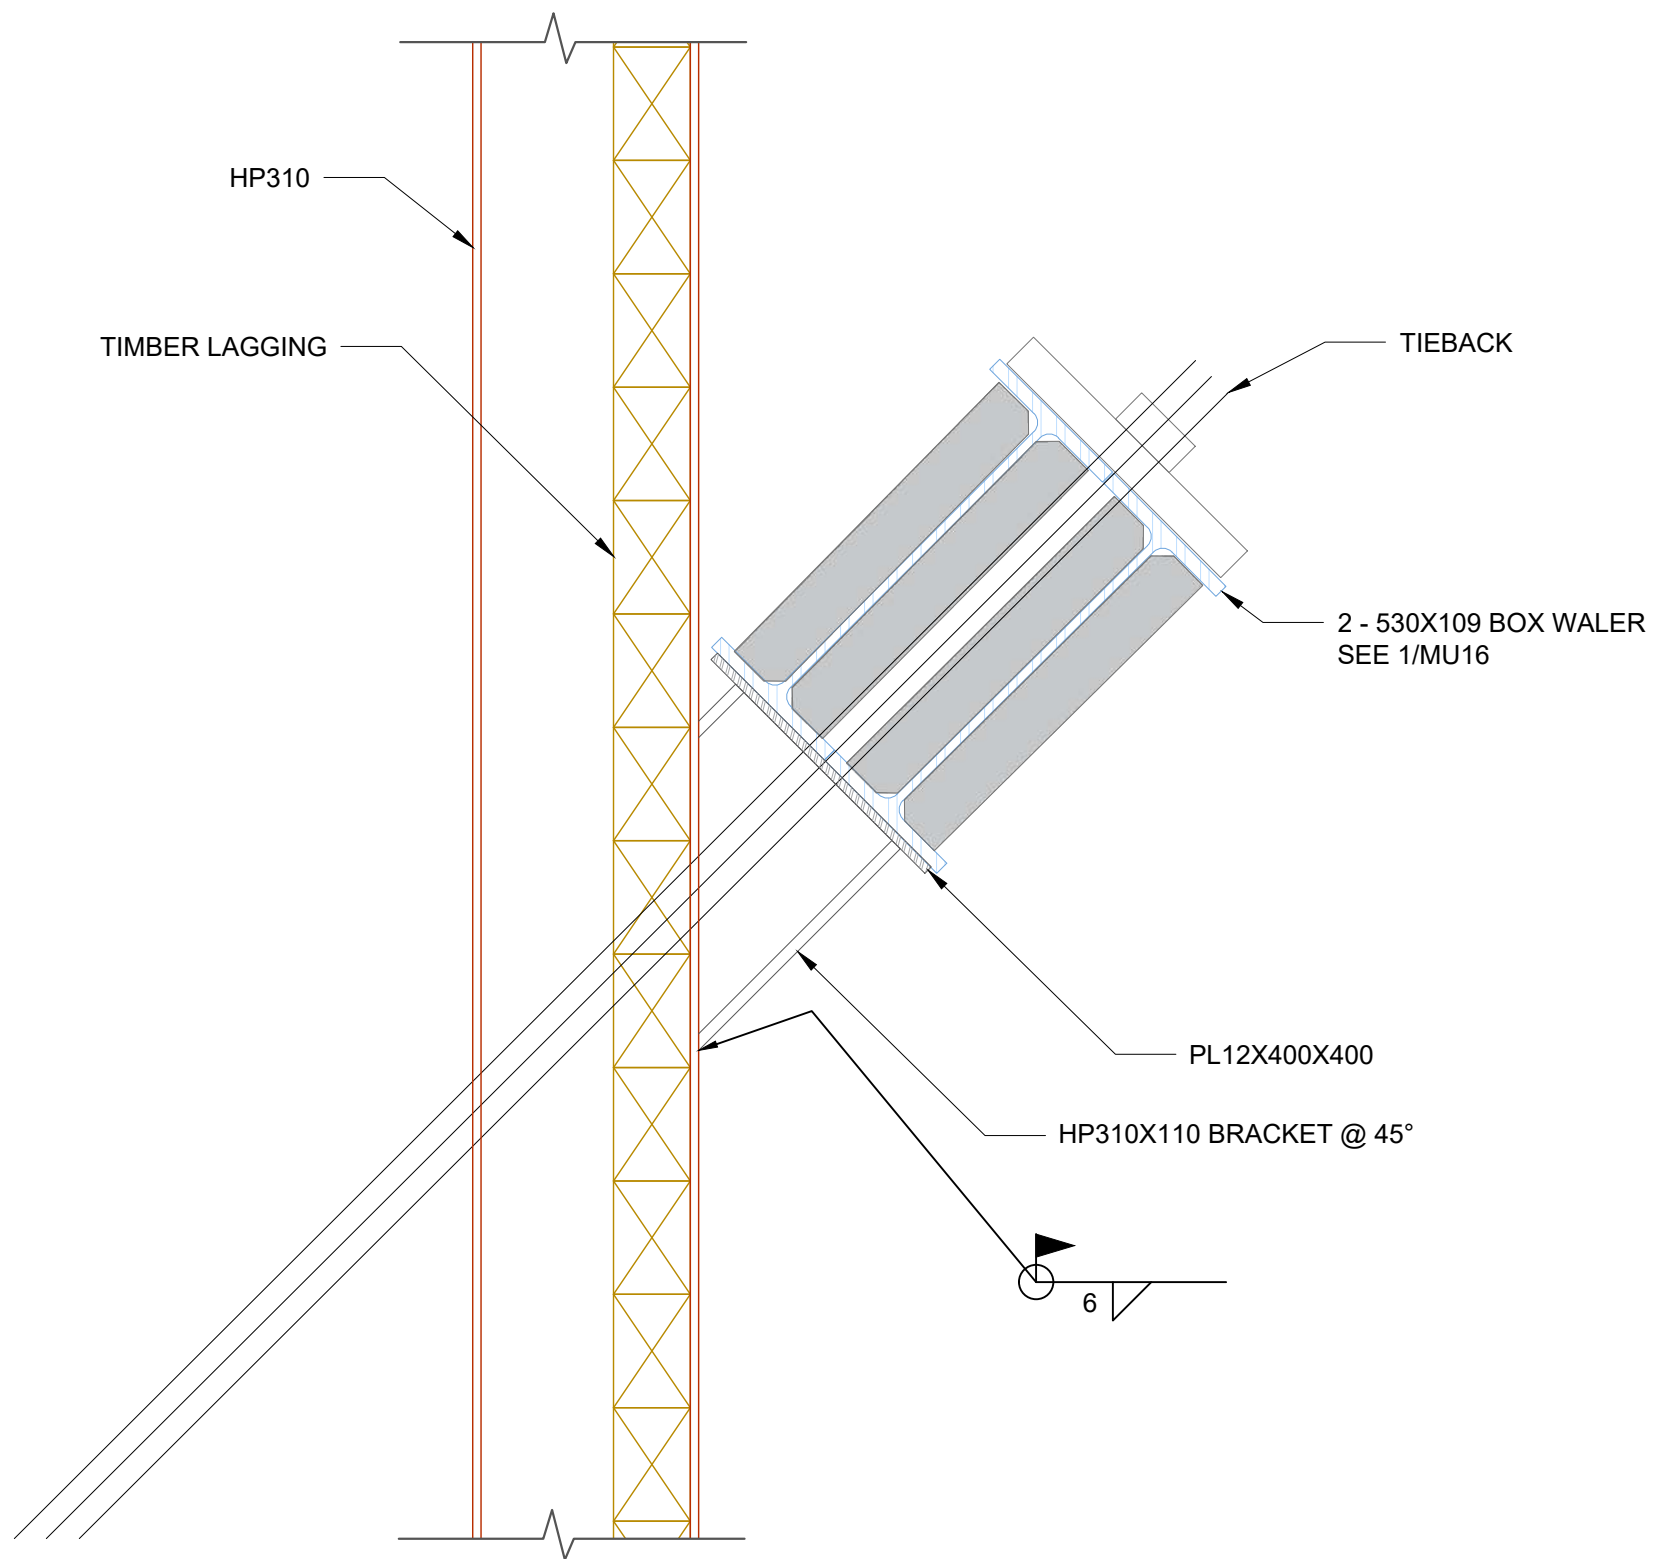 HP310
TIMBER LAGGING
TIEBACK
2 - 530X109 BOX WALER
SEE 1/MU16
PL12X400X400
HP310X110 BRACKET @ 45°
6